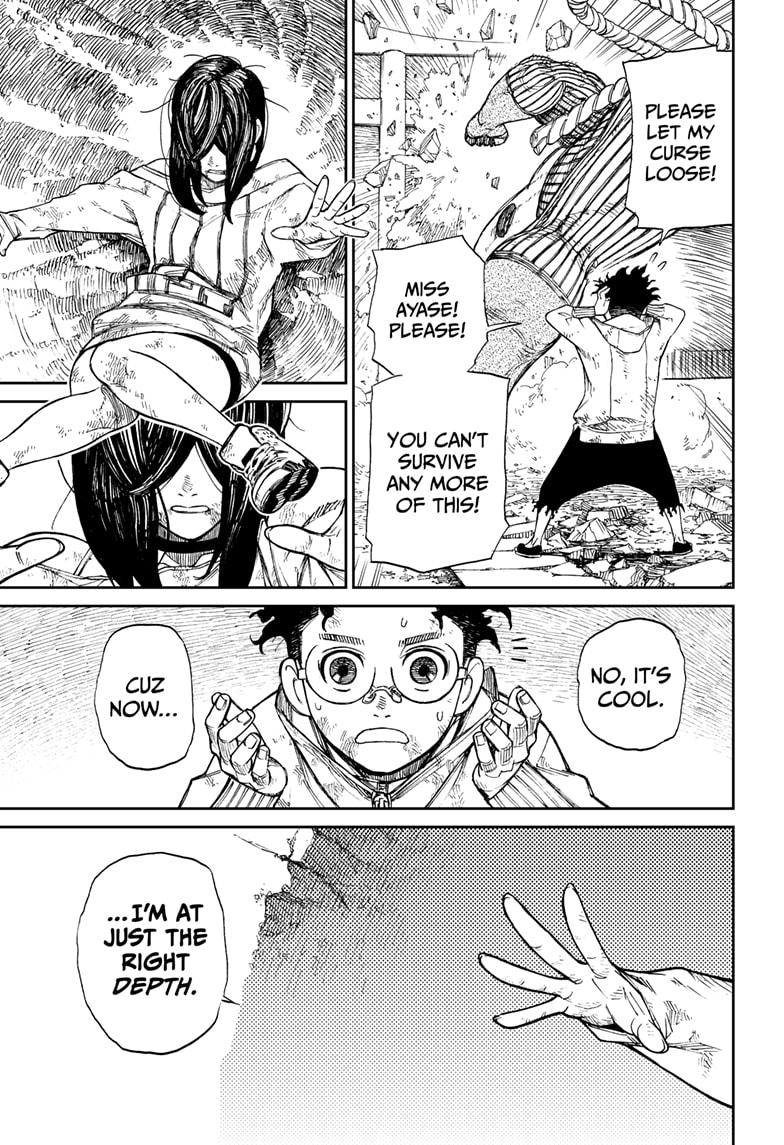 PLEASE
LET MY
CURSE
LOOSE!
MISS
AYASE!
PLEASE!
YOU CAN'T
SURVIVE
ANY MORE
OF THIS!
NO, IT'S
COOL.
CUZ
NOW...
...I'M AT
JUST THE
RIGHT
DEPTH.